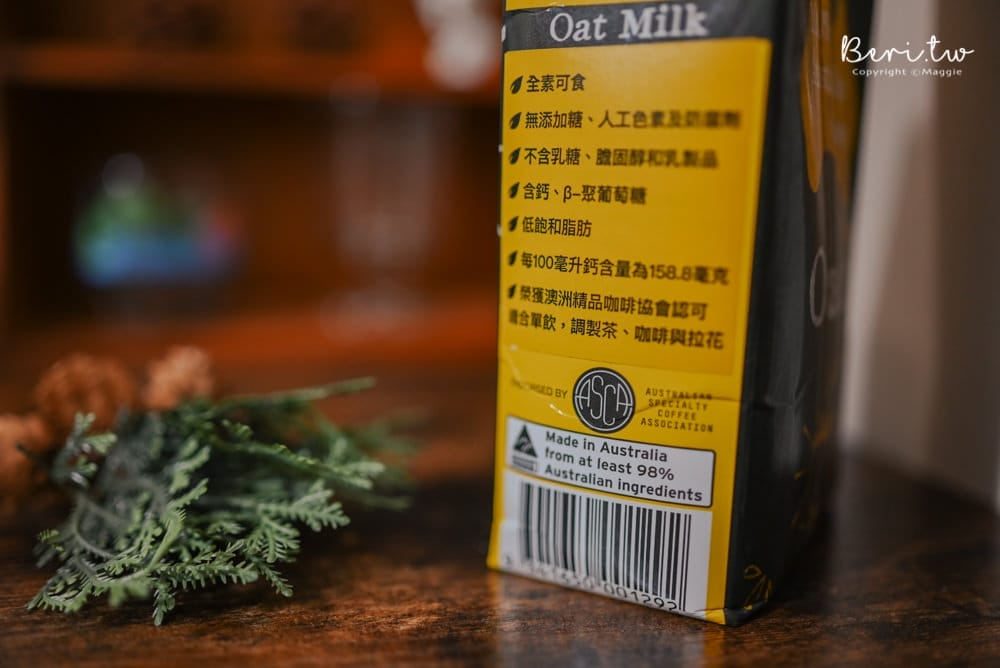 Beri.tw
Copyright ©Maggie
Oat Milk
全素可食
無添加糖、人工色素及防腐劑
不含乳糖、膽固醇和乳製品
含鈣、β-聚葡萄糖
低飽和脂肪
每100毫升鈣含量為158.8毫克
榮獲澳洲精品咖啡協會認可
適合單飲，調製茶、咖啡與拉花
ENDORSED BY
ASCA
AUSTRALIAN
SPECIALTY
COFFEE
ASSOCIATION
Made in Australia
from at least 98%
Australian ingredients